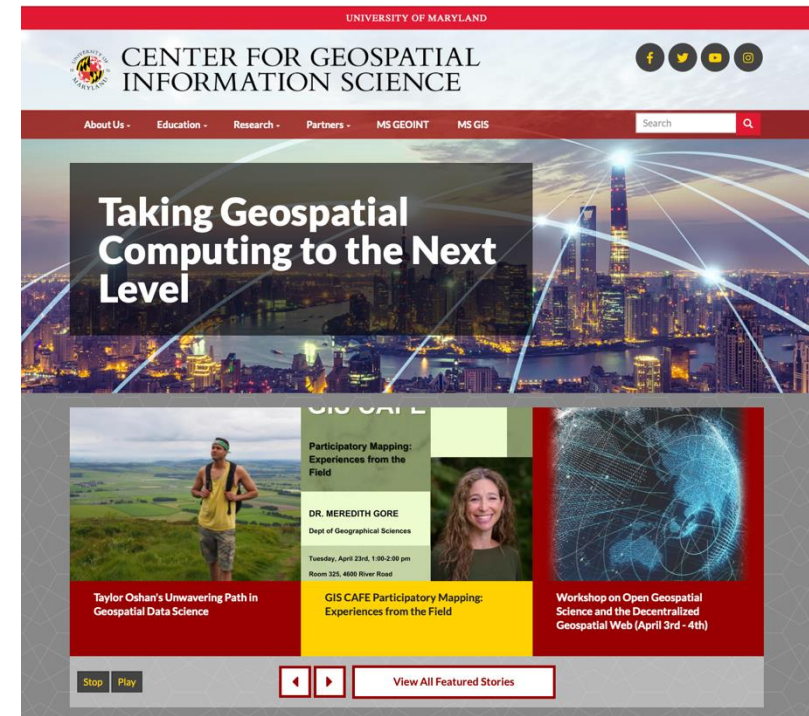 UNIVERSITY OF MARYLAND
CENTER FOR GEOSPATIAL
INFORMATION SCIENCE
About Us Education Research Partners MS GEOINT MS GIS Search
Taking Geospatial
Computing to the Next
Level
GIS CAFE
Participatory Mapping:
Experiences from the
Field
DR. MEREDITH GORE
Dept of Geographical Sciences
Tuesday, April 23rd, 1:00-2:00 pm
Room 325, 4600 River Road
Taylor Oshan's Unwavering Path in
Geospatial Data Science
GIS CAFE Participatory Mapping:
Experiences from the Field
Workshop on Open Geospatial
Science and the Decentralized
Geospatial Web (April 3rd - 4th)
Stop Play View All Featured Stories